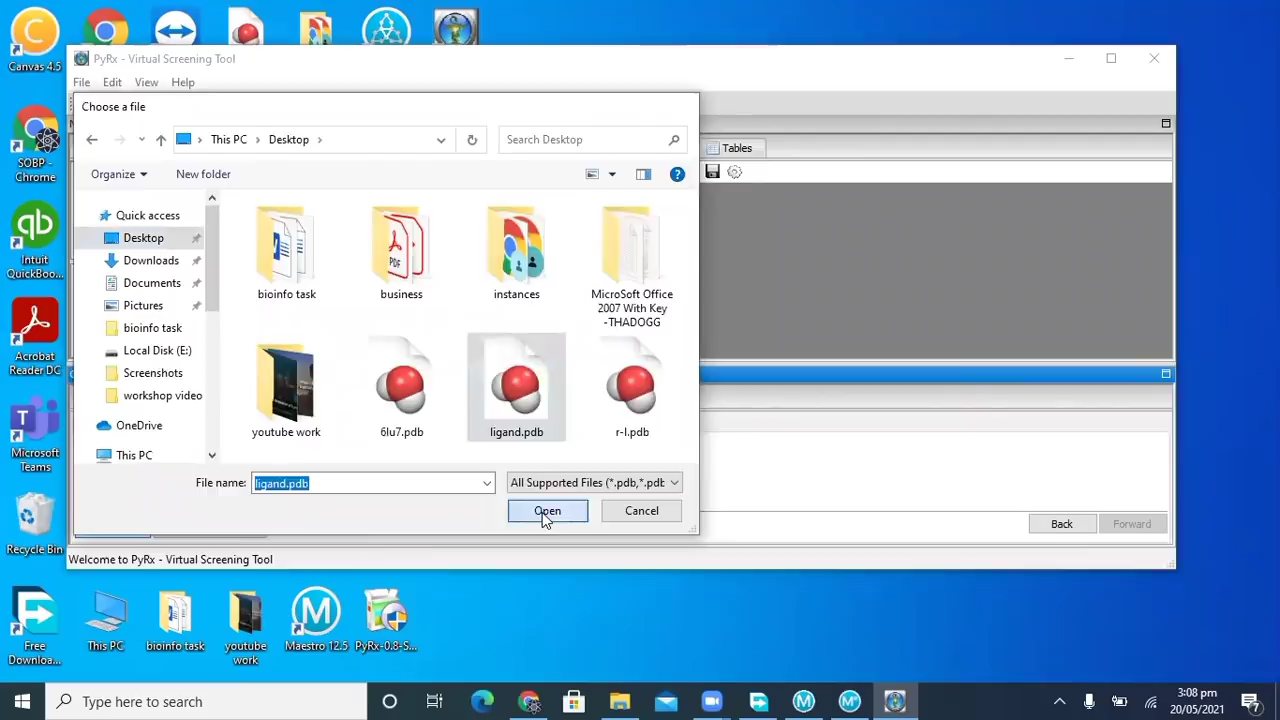 Canvas 4.5
SOBP -
Chrome
Intuit
QuickBoo...
Acrobat
Reader DC
Microsoft
Teams
Recycle Bin
Free
Downloa...
This PC
bioinfo task
youtube
work
Maestro 12.5
PyRx-0.8-S...
PyRx - Virtual Screening Tool
File
Edit
View
Help
Choose a file
This PC
Desktop
Search Desktop
Organize
New folder
Quick access
Desktop
Downloads
Documents
Pictures
bioinfo task
Local Disk (E:)
Screenshots
workshop video
OneDrive
This PC
bioinfo task
business
instances
MicroSoft Office
2007 With Key
-THADOGG
youtube work
6lu7.pdb
ligand.pdb
r-l.pdb
PDF
File name:
ligand.pdb
All Supported Files (*.pdb,*.pdb
Open
Cancel
Tables
Back
Forward
Welcome to PyRx - Virtual Screening Tool
Type here to search
3:08 pm
20/05/2021
7